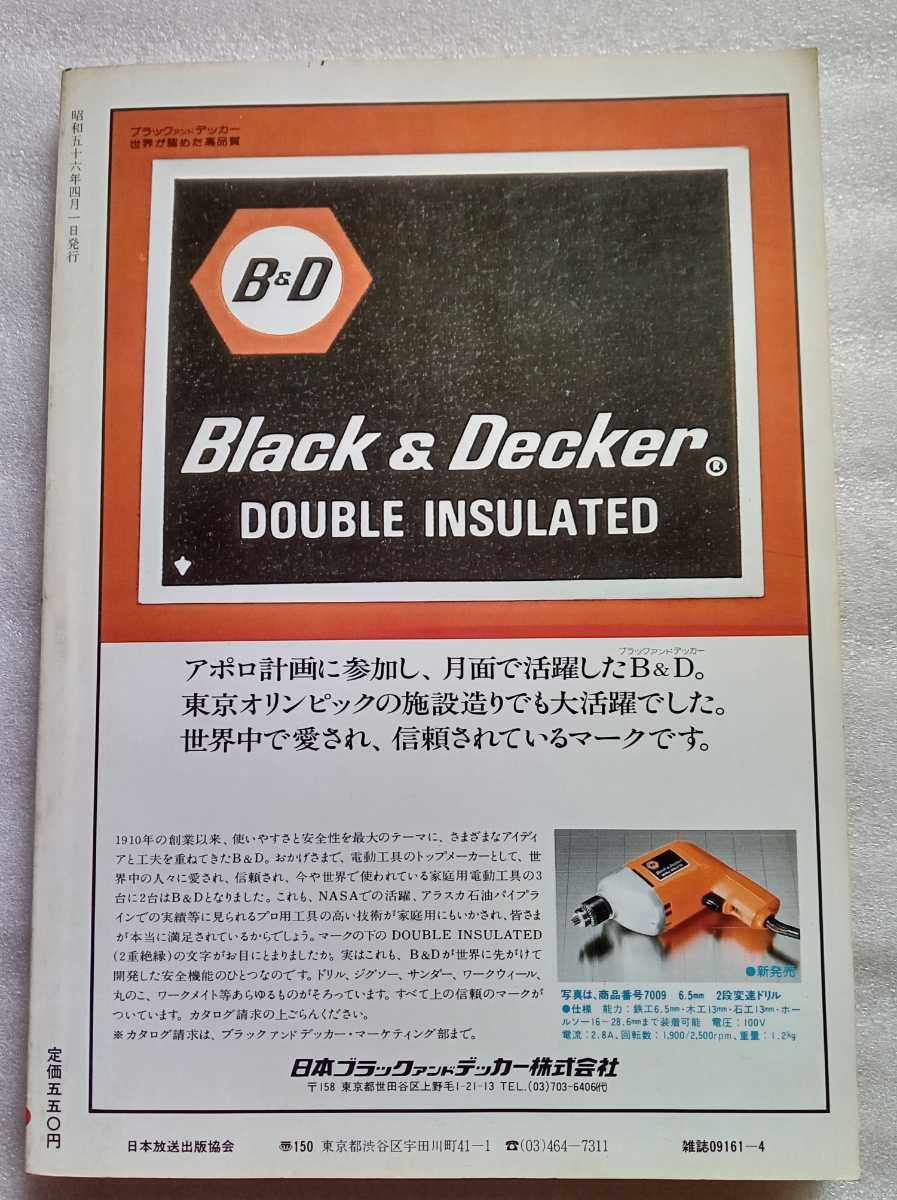 昭和五十六年四月一日発行
ブラックアンドデッカー
世界が認めた高品質
B&D
Black & Decker®
DOUBLE INSULATED
ブラックアンドデッカー
アポロ計画に参加し、月面で活躍したB&D。
東京オリンピックの施設造りでも大活躍でした。
世界中で愛され、信頼されているマークです。
1910年の創業以来、使いやすさと安全性を最大のテーマに、さまざまなアイディ
アと工夫を重ねてきたB&D。おかげさまで、電動工具のトップメーカーとして、世
界中の人々に愛され、信頼され、今や世界で使われている家庭用電動工具の3
台に2台はB&Dとなりました。これも、NASAでの活躍、アラスカ石油パイプラ
インでの実績等に見られるプロ用工具の高い技術が家庭用にもいかされ、皆さま
が本当に満足されているからでしょう。マークの下の DOUBLE INSULATED
(2重絶縁)の文字がお目にとまりましたか。実はこれも、B&Dが世界に先がけて
開発した安全機能のひとつなのです。ドリル、ジグソー、サンダー、ワークウィール、
丸のこ、ワークメイト等あらゆるものがそろっています。すべて上の信頼のマークが
ついています。カタログ請求の上ごらんください。
※カタログ請求は、ブラックアンドデッカー・マーケティング部まで。
Black & Decker
●新発売
写真は、商品番号7009 6.5mm 2段変速ドリル
●仕様 能力:鉄工6.5mm・木工13mm・石工13mm・ホー
ルソー16-28.6mmまで装着可能 電圧:100V
電流:2.8A、回転数:1,900/2,500rpm、重量:1.2kg
日本ブラックアンドデッカー株式会社
〒158 東京都世田谷区上野毛1-21-13 TEL.(03)703-6406代
定価五五〇円
日本放送出版協会 〠150 東京都渋谷区宇田川町41-1 ☎(03)464-7311 雑誌09161-4